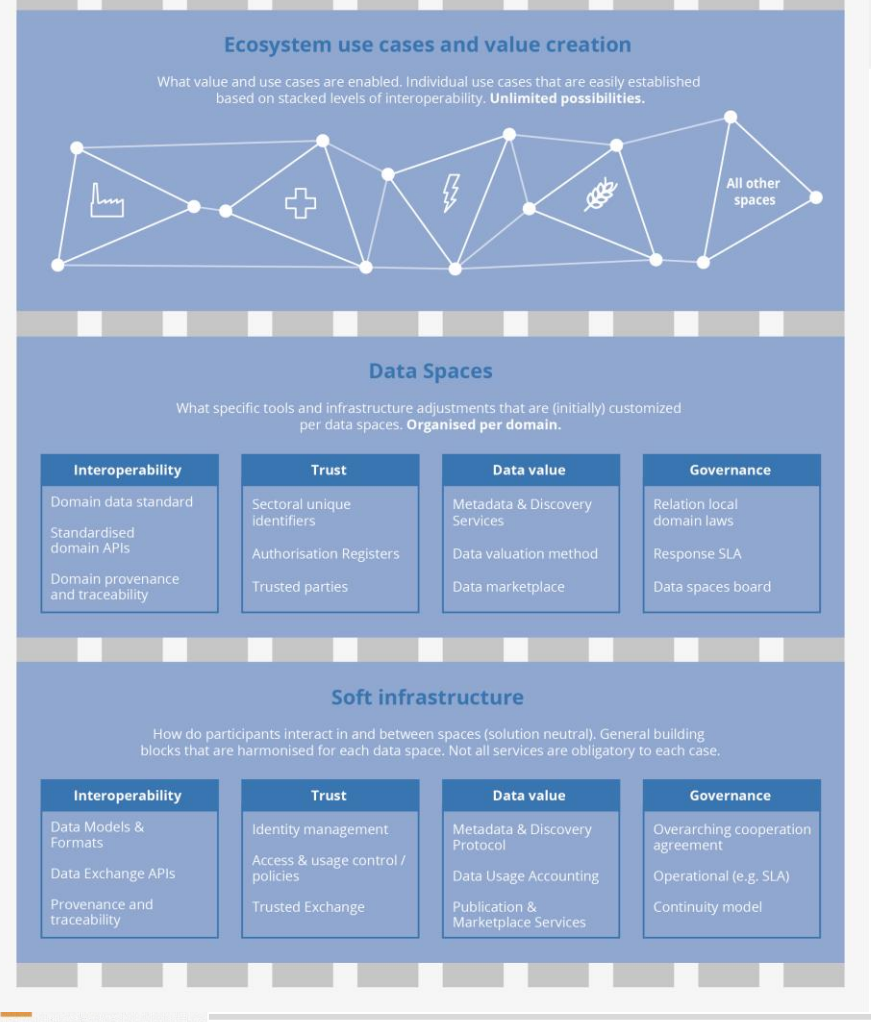 Ecosystem use cases and value creation
What value and use cases are enabled. Individual use cases that are easily established
based on stacked levels of interoperability. Unlimited possibilities.
All other
spaces
Data Spaces
What specific tools and infrastructure adjustments that are (initially) customized
per data spaces. Organised per domain.
Interoperability
Domain data standard
Standardised
domain APIs
Domain provenance
and traceability
Trust
Sectoral unique
identifiers
Authorisation Registers
Trusted parties
Data value
Metadata & Discovery
Services
Data valuation method
Data marketplace
Governance
Relation local
domain laws
Response SLA
Data spaces board
Soft infrastructure
How do participants interact in and between spaces (solution neutral). General building
blocks that are harmonised for each data space. Not all services are obligatory to each case.
Interoperability
Data Models &
Formats
Data Exchange APIs
Provenance and
traceability
Trust
Identity management
Access & usage control /
policies
Trusted Exchange
Data value
Metadata & Discovery
Protocol
Data Usage Accounting
Publication &
Marketplace Services
Governance
Overarching cooperation
agreement
Operational (e.g. SLA)
Continuity model